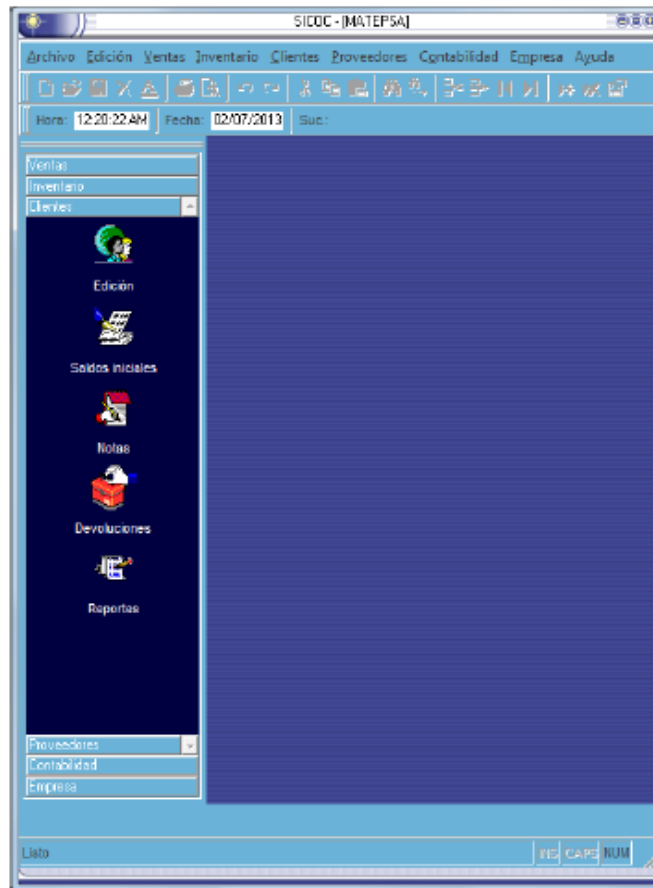 SICOC - [MATEPSA]
Archivo Edición Ventas Inventario Clientes Proveedores Contabilidad Empresa Ayuda
Hora: 12:20:22 AM Fecha: 02/07/2013 Suc.:
Ventas
Inventario
Clientes
Edición
Saldos iniciales
Notas
Devoluciones
Reportes
Proveedores
Contabilidad
Empresa
Listo INS CAPS NUM